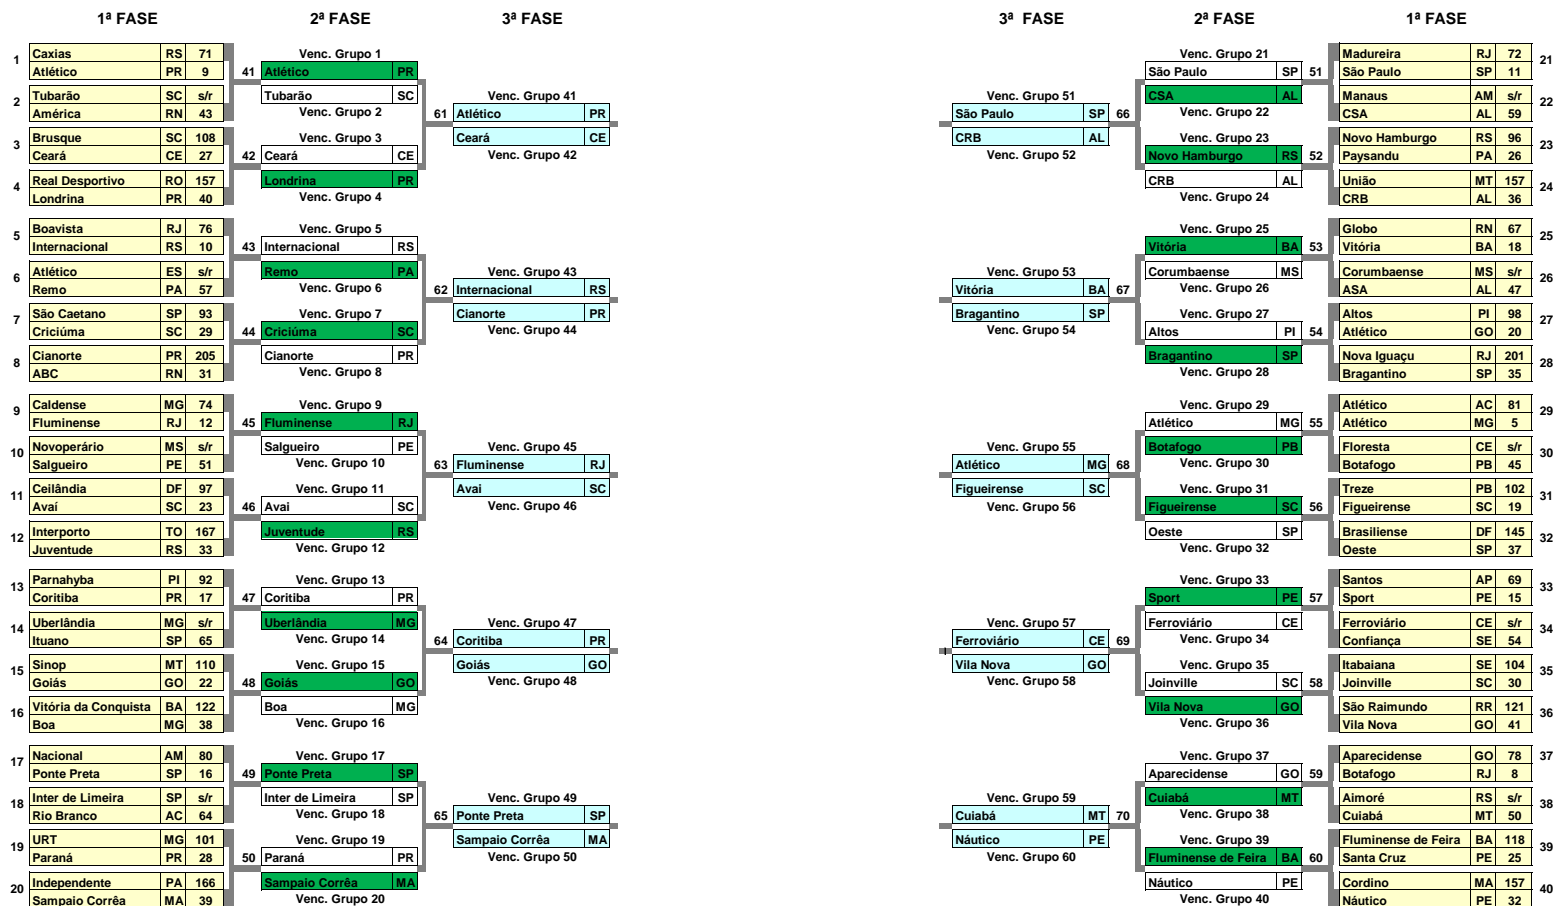 1ª FASE
1
Caxias RS 71
Atlético PR 9
2
Tubarão SC s/r
América RN 43
3
Brusque SC 108
Ceará CE 27
4
Real Desportivo RO 157
Londrina PR 40
5
Boavista RJ 76
Internacional RS 10
6
Atlético ES s/r
Remo PA 57
7
São Caetano SP 93
Criciúma SC 29
8
Cianorte PR 205
ABC RN 31
9
Caldense MG 74
Fluminense RJ 12
10
Novoperário MS s/r
Salgueiro PE 51
11
Ceilândia DF 97
Avaí SC 23
12
Interporto TO 167
Juventude RS 33
13
Parnahyba PI 92
Coritiba PR 17
14
Uberlândia MG s/r
Ituano SP 65
15
Sinop MT 110
Goiás GO 22
16
Vitória da Conquista BA 122
Boa MG 38
17
Nacional AM 80
Ponte Preta SP 16
18
Inter de Limeira SP s/r
Rio Branco AC 64
19
URT MG 101
Paraná PR 28
20
Independente PA 166
Sampaio Corrêa MA 39
2ª FASE
Venc. Grupo 1
41 Atlético PR
Tubarão SC
Venc. Grupo 2
Venc. Grupo 3
42 Ceará CE
Londrina PR
Venc. Grupo 4
Venc. Grupo 5
43 Internacional RS
Remo PA
Venc. Grupo 6
Venc. Grupo 7
44 Criciúma SC
Cianorte PR
Venc. Grupo 8
Venc. Grupo 9
45 Fluminense RJ
Salgueiro PE
Venc. Grupo 10
Venc. Grupo 11
46 Avai SC
Juventude RS
Venc. Grupo 12
Venc. Grupo 13
47 Coritiba PR
Uberlândia MG
Venc. Grupo 14
Venc. Grupo 15
48 Goiás GO
Boa MG
Venc. Grupo 16
Venc. Grupo 17
49 Ponte Preta SP
Inter de Limeira SP
Venc. Grupo 18
Venc. Grupo 19
50 Paraná PR
Sampaio Corrêa MA
Venc. Grupo 20
3ª FASE
Venc. Grupo 41
61 Atlético PR
Ceará CE
Venc. Grupo 42
Venc. Grupo 43
62 Internacional RS
Cianorte PR
Venc. Grupo 44
Venc. Grupo 45
63 Fluminense RJ
Avai SC
Venc. Grupo 46
Venc. Grupo 47
64 Coritiba PR
Goiás GO
Venc. Grupo 48
Venc. Grupo 49
65 Ponte Preta SP
Sampaio Corrêa MA
Venc. Grupo 50
3ª FASE
Venc. Grupo 51
São Paulo SP 66
CRB AL
Venc. Grupo 52
Venc. Grupo 53
Vitória BA 67
Bragantino SP
Venc. Grupo 54
Venc. Grupo 55
Atlético MG 68
Figueirense SC
Venc. Grupo 56
Venc. Grupo 57
Ferroviário CE 69
Vila Nova GO
Venc. Grupo 58
Venc. Grupo 59
Cuiabá MT 70
Náutico PE
Venc. Grupo 60
2ª FASE
Venc. Grupo 21
São Paulo SP 51
CSA AL
Venc. Grupo 22
Venc. Grupo 23
Novo Hamburgo RS 52
CRB AL
Venc. Grupo 24
Venc. Grupo 25
Vitória BA 53
Corumbaense MS
Venc. Grupo 26
Venc. Grupo 27
Altos PI 54
Bragantino SP
Venc. Grupo 28
Venc. Grupo 29
Atlético MG 55
Botafogo PB
Venc. Grupo 30
Venc. Grupo 31
Figueirense SC 56
Oeste SP
Venc. Grupo 32
Venc. Grupo 33
Sport PE 57
Ferroviário CE
Venc. Grupo 34
Venc. Grupo 35
Joinville SC 58
Vila Nova GO
Venc. Grupo 36
Venc. Grupo 37
Aparecidense GO 59
Cuiabá MT
Venc. Grupo 38
Venc. Grupo 39
Fluminense de Feira BA 60
Náutico PE
Venc. Grupo 40
1ª FASE
Madureira RJ 72
São Paulo SP 11
21
Manaus AM s/r
CSA AL 59
22
Novo Hamburgo RS 96
Paysandu PA 26
23
União MT 157
CRB AL 36
24
Globo RN 67
Vitória BA 18
25
Corumbaense MS s/r
ASA AL 47
26
Altos PI 98
Atlético GO 20
27
Nova Iguaçu RJ 201
Bragantino SP 35
28
Atlético AC 81
Atlético MG 5
29
Floresta CE s/r
Botafogo PB 45
30
Treze PB 102
Figueirense SC 19
31
Brasiliense DF 145
Oeste SP 37
32
Santos AP 69
Sport PE 15
33
Ferroviário CE s/r
Confiança SE 54
34
Itabaiana SE 104
Joinville SC 30
35
São Raimundo RR 121
Vila Nova GO 41
36
Aparecidense GO 78
Botafogo RJ 8
37
Aimoré RS s/r
Cuiabá MT 50
38
Fluminense de Feira BA 118
Santa Cruz PE 25
39
Cordino MA 157
Náutico PE 32
40